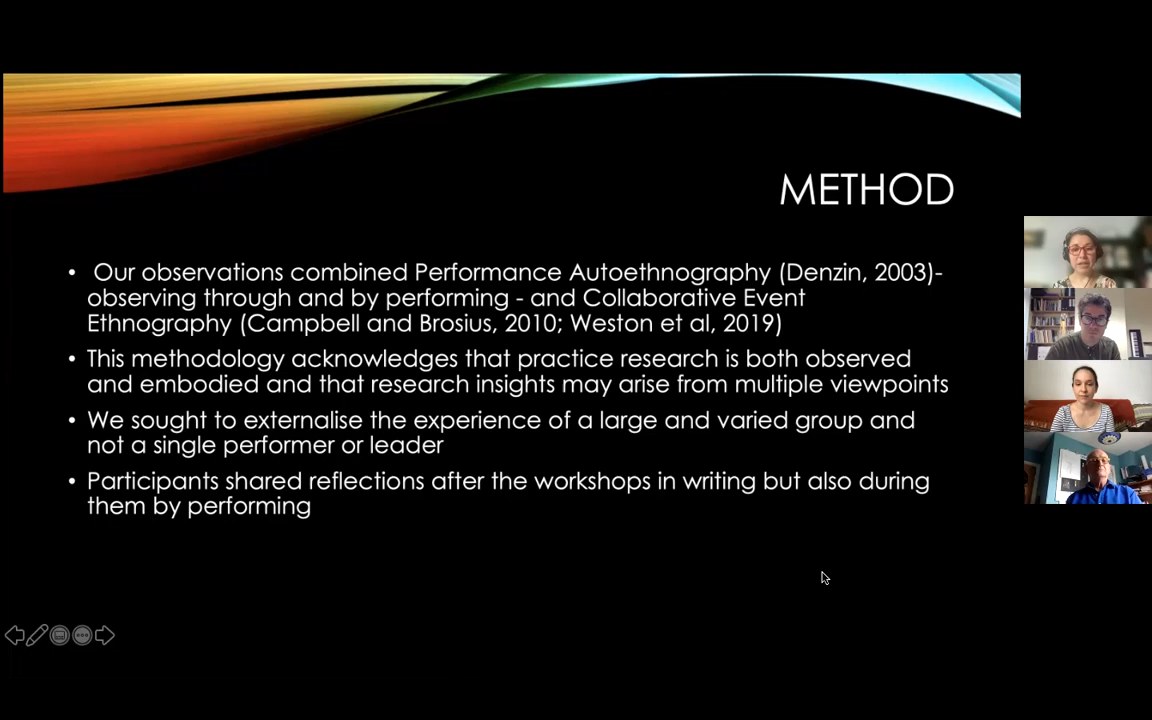 METHOD
• Our observations combined Performance Autoethnography (Denzin, 2003)-
observing through and by performing - and Collaborative Event
Ethnography (Campbell and Brosius, 2010; Weston et al, 2019)
• This methodology acknowledges that practice research is both observed
and embodied and that research insights may arise from multiple viewpoints
• We sought to externalise the experience of a large and varied group and
not a single performer or leader
• Participants shared reflections after the workshops in writing but also during
them by performing